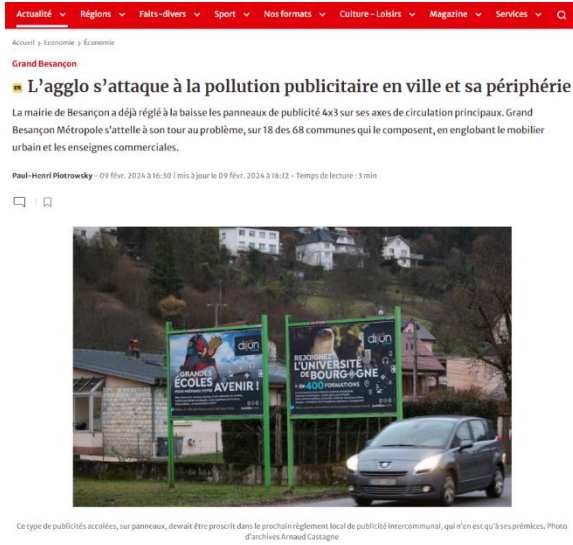 Actualité Régions Faits-divers Sport Nos formats Culture - Loisirs Magazine Services
Accueil > Economie > Économie
Grand Besançon
L'agglo s'attaque à la pollution publicitaire en ville et sa périphérie
La mairie de Besançon a déjà réglé à la baisse les panneaux de publicité 4x3 sur ses axes de circulation principaux. Grand
Besançon Métropole s'attelle à son tour au problème, sur 18 des 68 communes qui le composent, en englobant le mobilier
urbain et les enseignes commerciales.
Paul-Henri Piotrowsky - 09 févr. 2024 à 16:30 | mis à jour le 09 févr. 2024 à 18:12 - Temps de lecture : 3 min
dijon
GRANDES
ÉCOLES
AVENIR !
dijon
REJOIGNEZ
L'UNIVERSITÉ
DE BOURGOGNE
+ de 400 FORMATIONS
Ce type de publicités accolées, sur panneaux, devrait être proscrit dans le prochain règlement local de publicité intercommunal, qui n'en est qu'à ses prémices. Photo
d'archives Arnaud Castagne